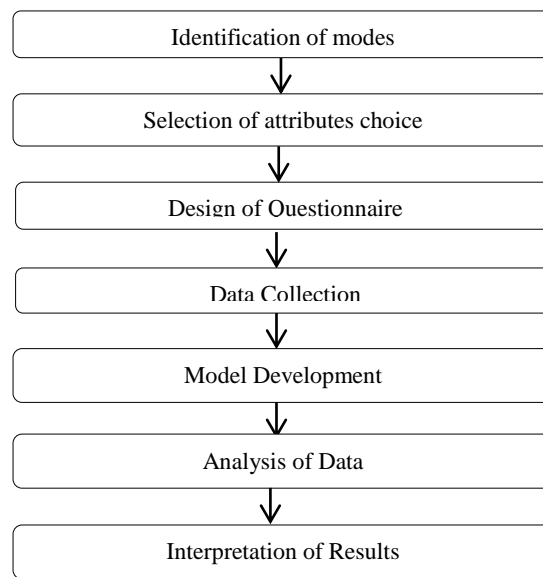 Identification of modes
Selection of attributes choice
Design of Questionnaire
Data Collection
Model Development
Analysis of Data
Interpretation of Results